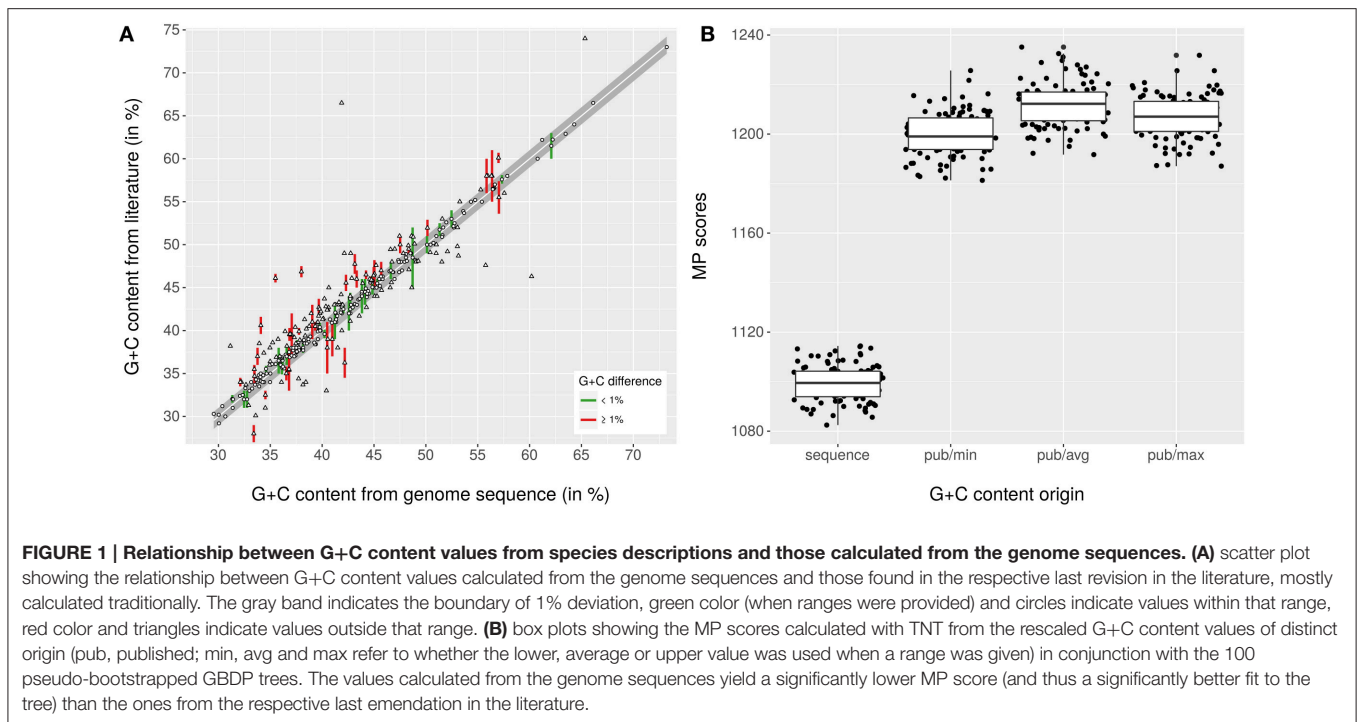 A
75
70
65
60
55
50
45
40
35
30
G+C content from literature (in %)
G+C difference
< 1%
≥ 1%
30 35 40 45 50 55 60 65 70
G+C content from genome sequence (in %)
B
1240
1200
1160
1120
1080
MP scores
sequence pub/min pub/avg pub/max
G+C content origin
FIGURE 1 | Relationship between G+C content values from species descriptions and those calculated from the genome sequences. (A) scatter plot
showing the relationship between G+C content values calculated from the genome sequences and those found in the respective last revision in the literature, mostly
calculated traditionally. The gray band indicates the boundary of 1% deviation, green color (when ranges were provided) and circles indicate values within that range,
red color and triangles indicate values outside that range. (B) box plots showing the MP scores calculated with TNT from the rescaled G+C content values of distinct
origin (pub, published; min, avg and max refer to whether the lower, average or upper value was used when a range was given) in conjunction with the 100
pseudo-bootstrapped GBDP trees. The values calculated from the genome sequences yield a significantly lower MP score (and thus a significantly better fit to the
tree) than the ones from the respective last emendation in the literature.